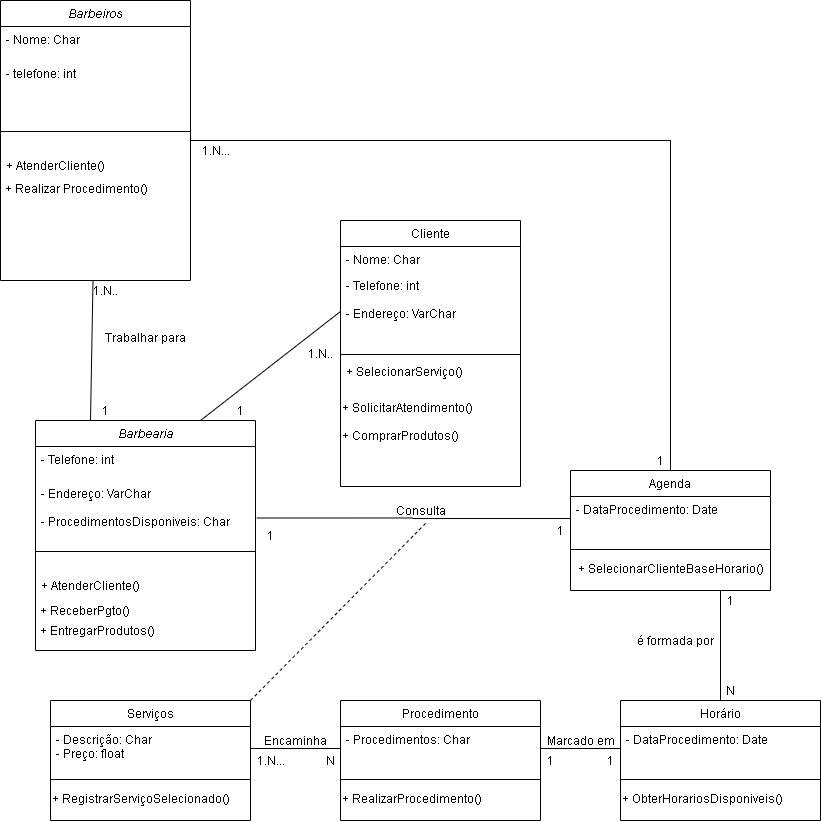 Barbeiros
- Nome: Char
- telefone: int
+ AtenderCliente()
+ Realizar Procedimento()
1.N...
1.N..
Trabalhar para
1
Cliente
- Nome: Char
- Telefone: int
- Endereço: VarChar
+ SelecionarServiço()
+ SolicitarAtendimento()
+ ComprarProdutos()
1.N..
1
Barbearia
- Telefone: int
- Endereço: VarChar
- ProcedimentosDisponiveis: Char
+ AtenderCliente()
+ ReceberPgto()
+ EntregarProdutos()
Consulta
1
1
1
Agenda
- DataProcedimento: Date
+ SelecionarClienteBaseHorario()
1
é formada por
N
Serviços
- Descrição: Char
- Preço: float
+ RegistrarServiçoSelecionado()
Encaminha
1.N...
N
Procedimento
- Procedimentos: Char
+ RealizarProcedimento()
Marcado em
1
1
Horário
- DataProcedimento: Date
+ ObterHorariosDisponiveis()